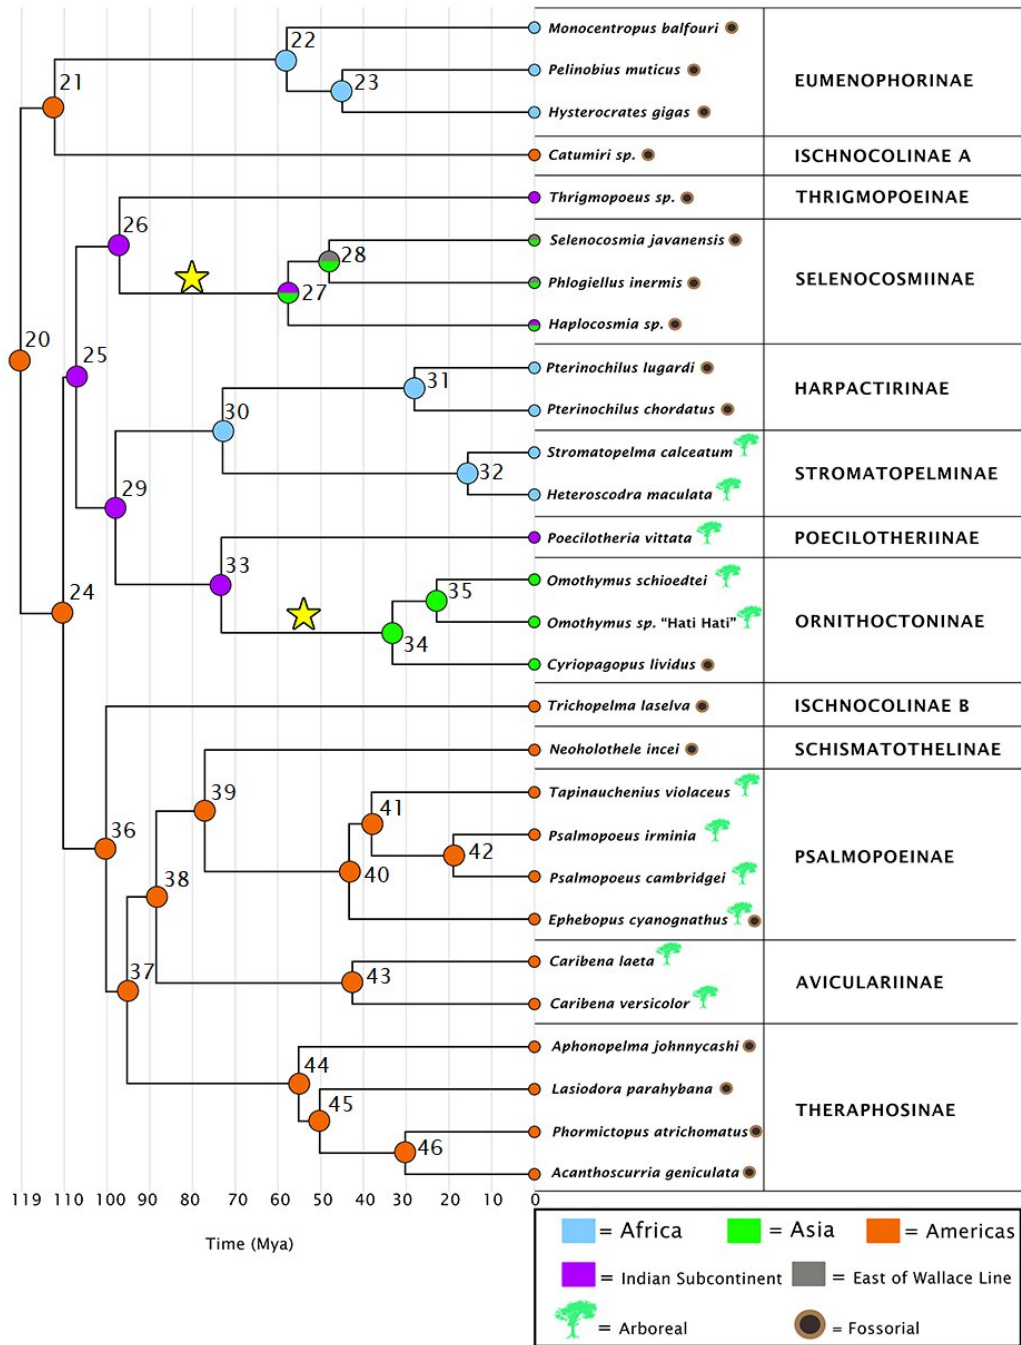 22
Monocentropus balfouri
21
23
Pelinobius muticus
EUMENOPHORINAE
Hysterocrates gigas
Catumiri sp.
ISCHNOCOLINAE A
26
Thrigmopoeus sp.
THRIGMOPOEINAE
28
Selenocosmia javanensis
27
Phlogiellus inermis
SELENOCOSMIINAE
Haplocosmia sp.
20
25
31
Pterinochilus lugardi
HARPACTIRINAE
30
Pterinochilus chordatus
32
Stromatopelma calceatum
STROMATOPELMINAE
29
Heteroscodra maculata
33
Poecilotheria vittata
POECILOTHERIINAE
24
35
Omothymus schioedtei
34
Omothymus sp. “Hati Hati”
ORNITHOCTONINAE
Cyriopagopus lividus
Trichopelma laselva
ISCHNOCOLINAE B
39
Neoholothele incei
SCHISMATOTHELINAE
36
41
Tapinauchenius violaceus
42
Psalmopoeus irminia
PSALMOPOEINAE
38
40
Psalmopoeus cambridgei
Ephebopus cyanognathus
37
43
Caribena laeta
AVICULARIINAE
Caribena versicolor
44
Aphonopelma johnnycashi
45
Lasiodora parahybana
THERAPHOSINAE
46
Phormictopus atrichomatus
Acanthoscurria geniculata
119 110 100 90 80 70 60 50 40 30 20 10 0
Time (Mya)
= Africa = Asia = Americas
= Indian Subcontinent = East of Wallace Line
= Arboreal = Fossorial